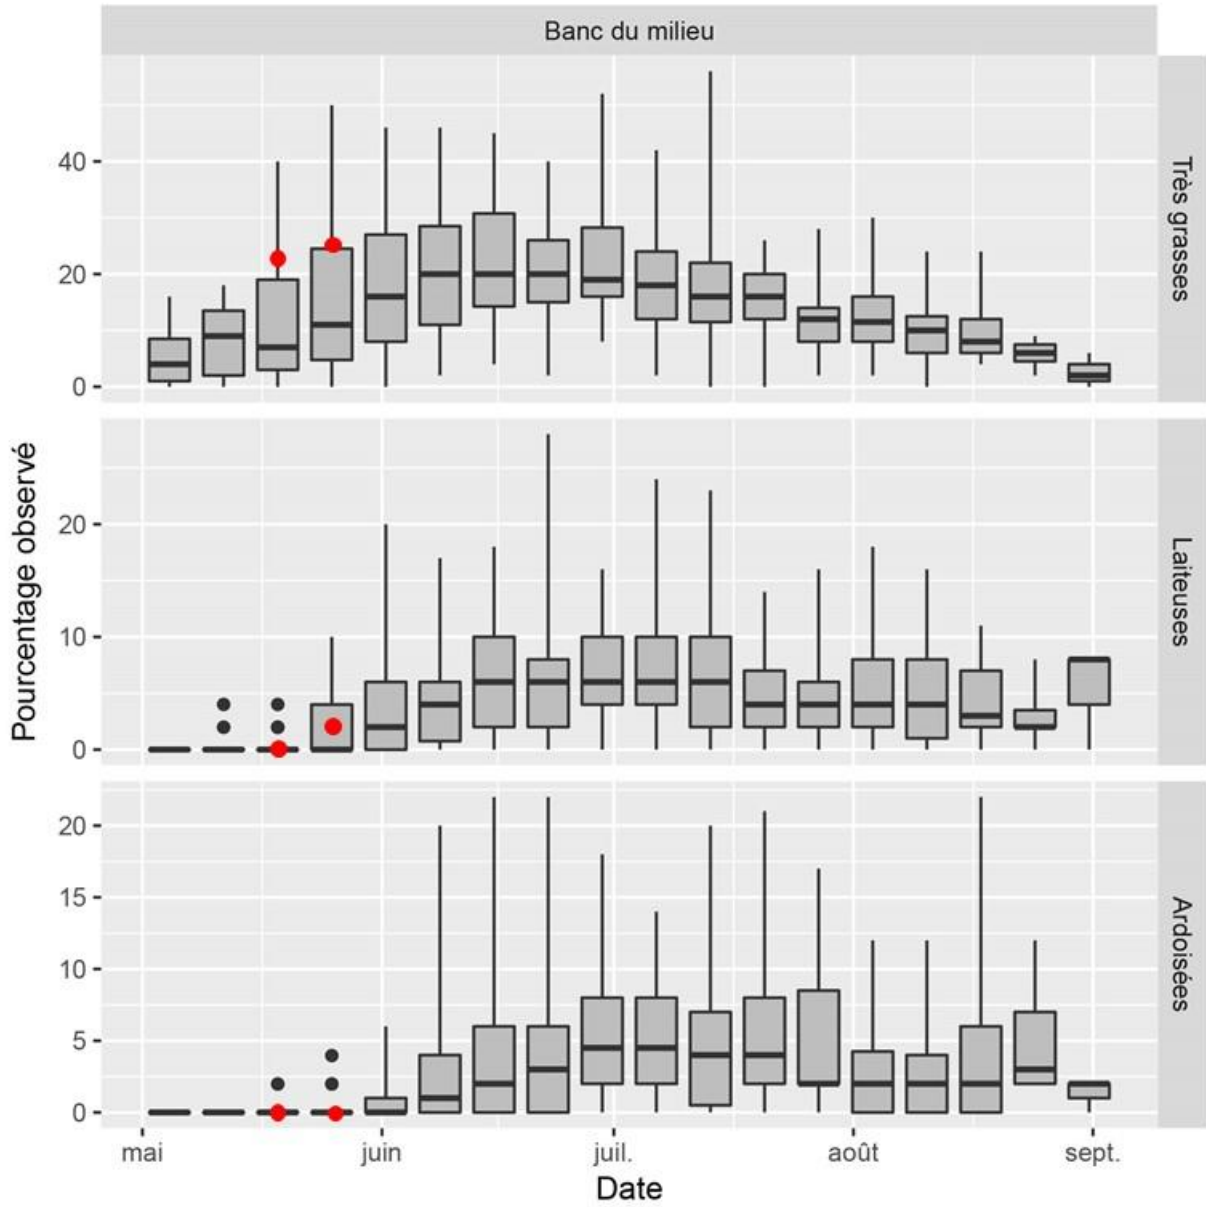 Banc du milieu
Pourcentage observé
40
20
0
Très grasses
20
10
0
Laiteuses
20
15
10
5
0
Ardoisées
mai
juin
juil.
août
sept.
Date